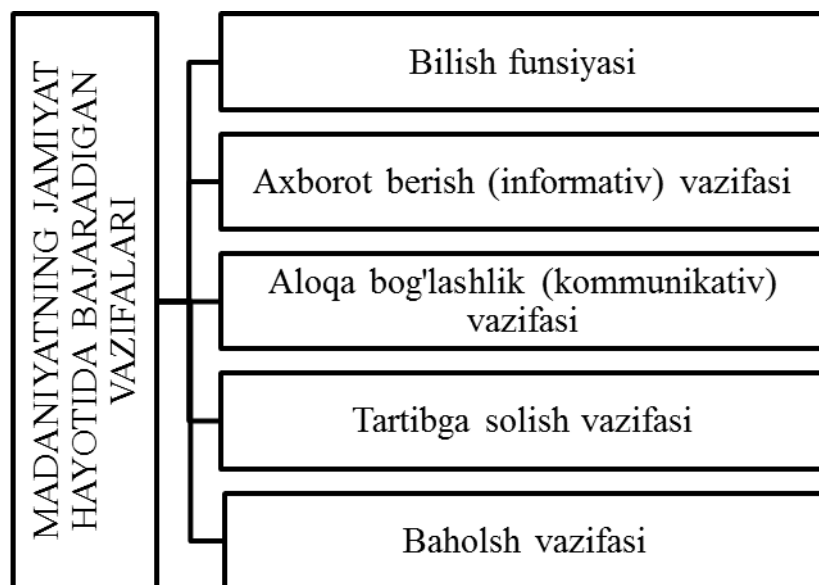 MADANIYATNING JAMIYAT
HAYOTIDA BAJARADIGAN
VAZIFALARI
Bilish funsiyasi
Axborot berish (informativ) vazifasi
Aloqa bog'lashlik (kommunikativ)
vazifasi
Tartibga solish vazifasi
Baholsh vazifasi